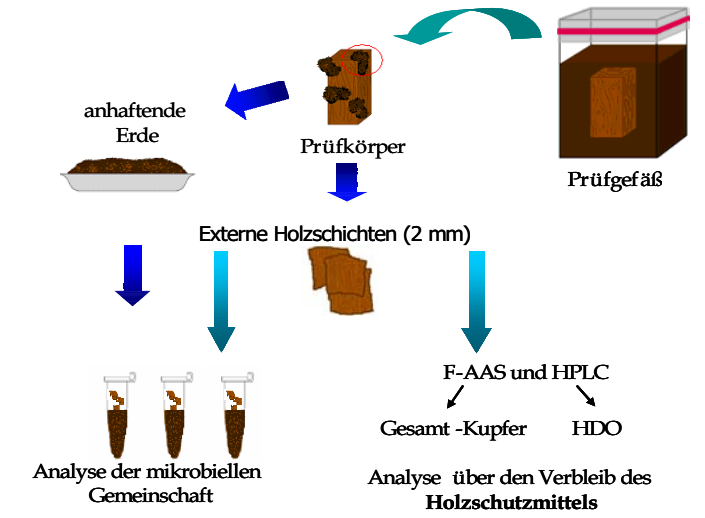 anhaftende
Erde
Prüfkörper
Prüfgefäß
Externe Holzschichten (2 mm)
F-AAS und HPLC
Gesamt -Kupfer HDO
Analyse der mikrobiellen
Gemeinschaft
Analyse über den Verbleib des
Holzschutzmittels